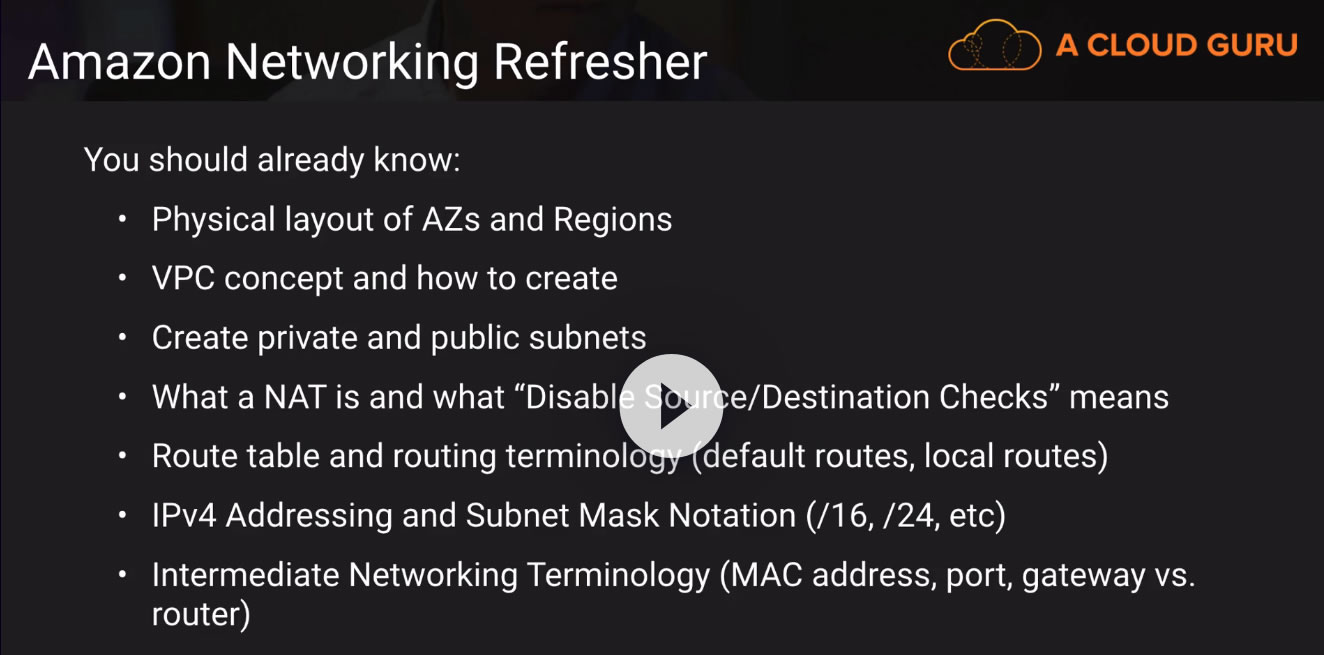 Amazon Networking Refresher
A CLOUD GURU
You should already know:
• Physical layout of AZs and Regions
• VPC concept and how to create
• Create private and public subnets
• What a NAT is and what “Disable Source/Destination Checks” means
• Route table and routing terminology (default routes, local routes)
• IPv4 Addressing and Subnet Mask Notation (/16, /24, etc)
• Intermediate Networking Terminology (MAC address, port, gateway vs.
router)